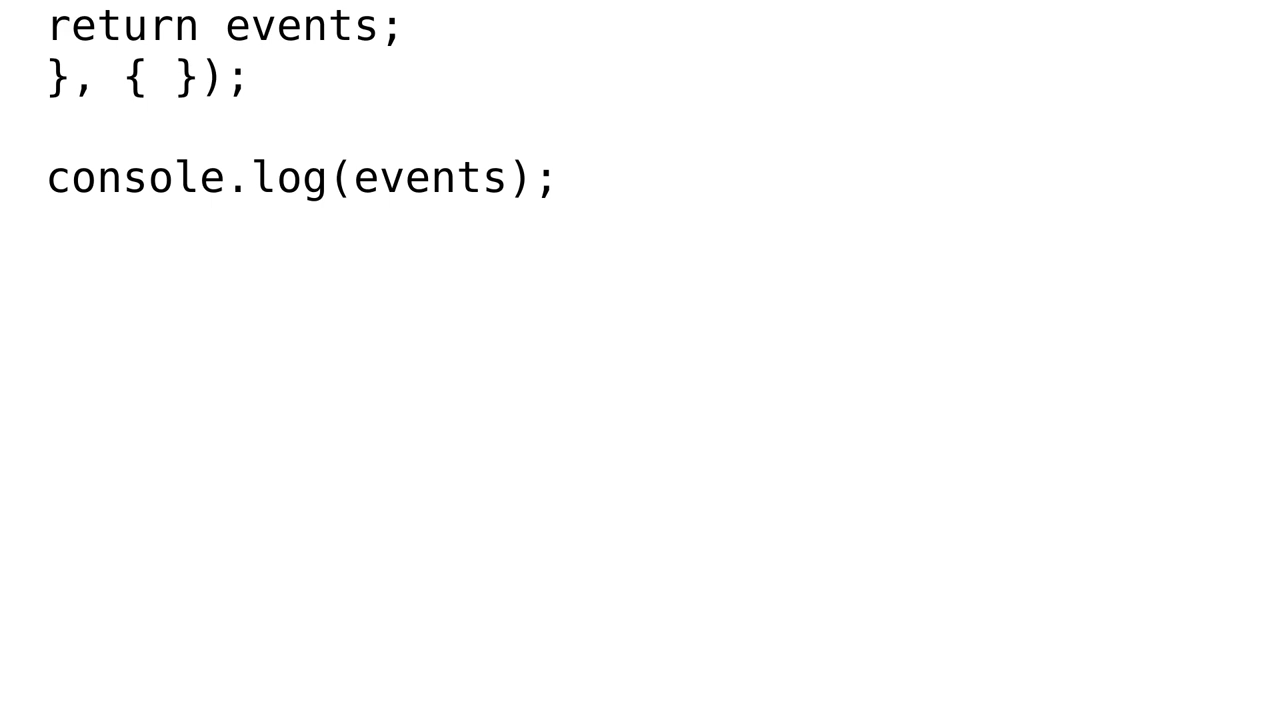 return events;
}, { });

console.log(events);